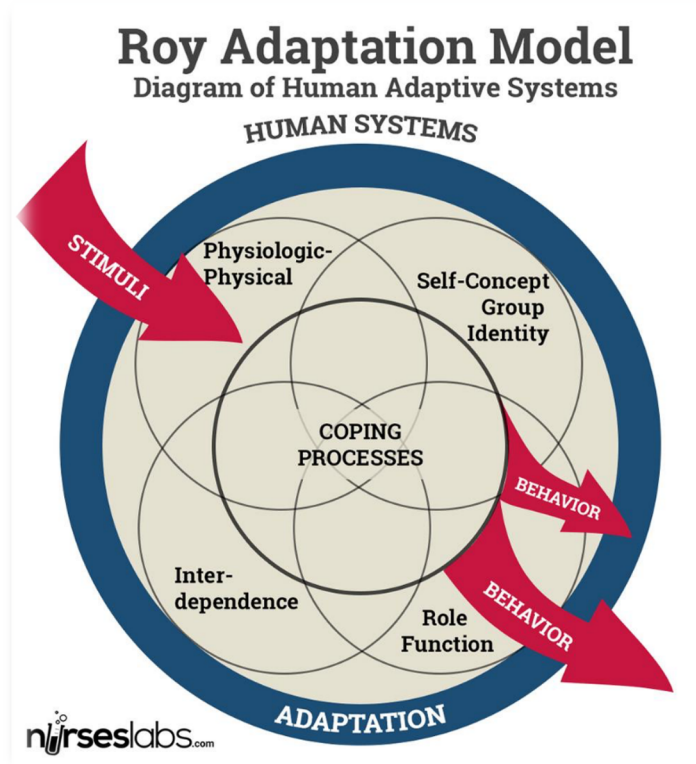 Roy Adaptation Model
Diagram of Human Adaptive Systems
HUMAN SYSTEMS
STIMULI
Physiologic-
Physical
Self-Concept
Group
Identity
COPING
PROCESSES
BEHAVIOR
Inter-
dependence
BEHAVIOR
Role
Function
ADAPTATION
nurseslabs.com